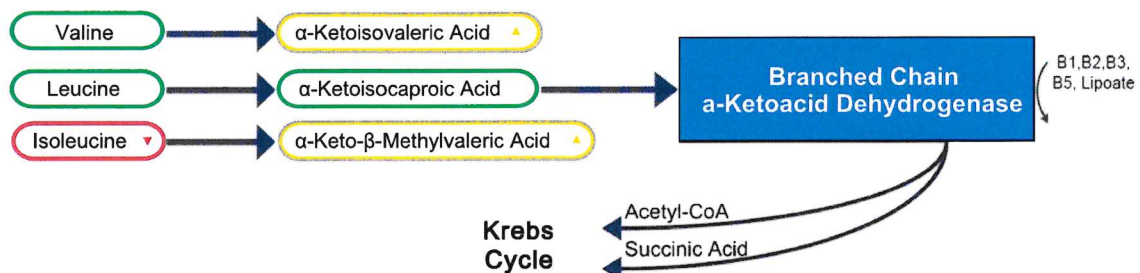 Valine
α-Ketoisovaleric Acid
Leucine
α-Ketoisocaproic Acid
Isoleucine
α-Keto-β-Methylvaleric Acid
Branched Chain
a-Ketoacid Dehydrogenase
B1,B2,B3,
B5, Lipoate
Acetyl-CoA
Succinic Acid
Krebs
Cycle